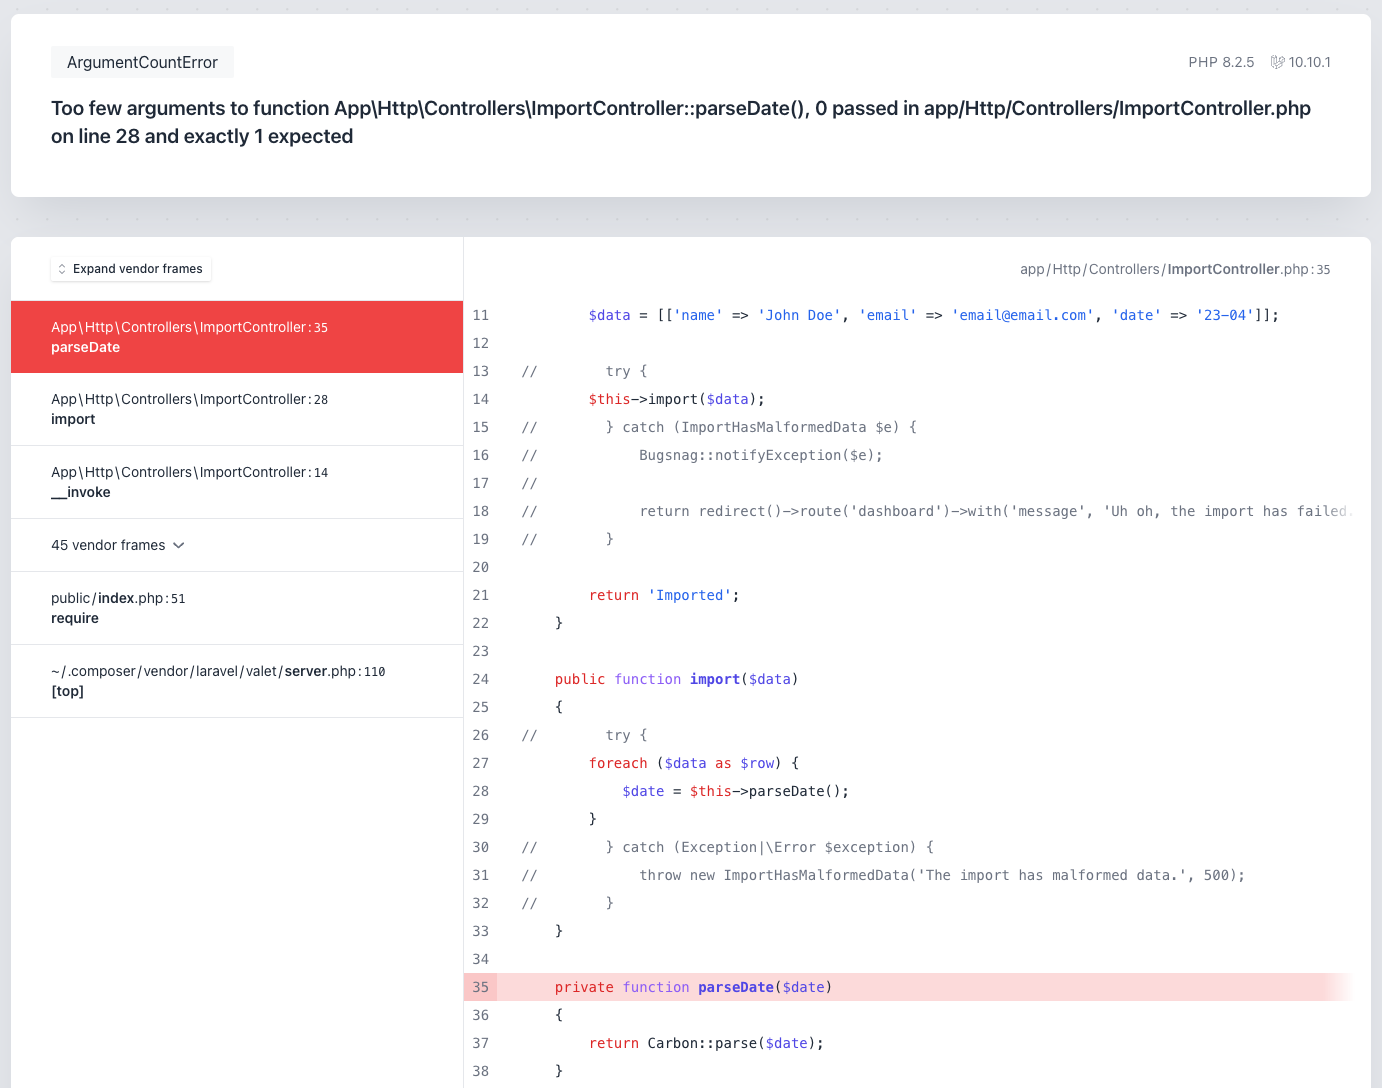 ArgumentCountError
PHP 8.2.5 10.10.1
Too few arguments to function App\Http\Controllers\ImportController::parseDate(), 0 passed in app/Http/Controllers/ImportController.php
on line 28 and exactly 1 expected
Expand vendor frames
App\Http\Controllers\ImportController:35
parseDate
App\Http\Controllers\ImportController:28
import
App\Http\Controllers\ImportController:14
__invoke
45 vendor frames
public/index.php:51
require
~/.composer/vendor/laravel/valet/server.php:110
[top]
app/Http/Controllers/ImportController.php:35
11         $data = [['name' => 'John Doe', 'email' => 'email@email.com', 'date' => '23-04']];
12
13 //        try {
14         $this->import($data);
15 //        } catch (ImportHasMalformedData $e) {
16 //            Bugsnag::notifyException($e);
17 //
18 //            return redirect()->route('dashboard')->with('message', 'Uh oh, the import has failed.
19 //        }
20
21         return 'Imported';
22     }
23
24     public function import($data)
25     {
26 //        try {
27         foreach ($data as $row) {
28             $date = $this->parseDate();
29         }
30 //        } catch (Exception|\Error $exception) {
31 //            throw new ImportHasMalformedData('The import has malformed data.', 500);
32 //        }
33     }
34
35     private function parseDate($date)
36     {
37         return Carbon::parse($date);
38     }